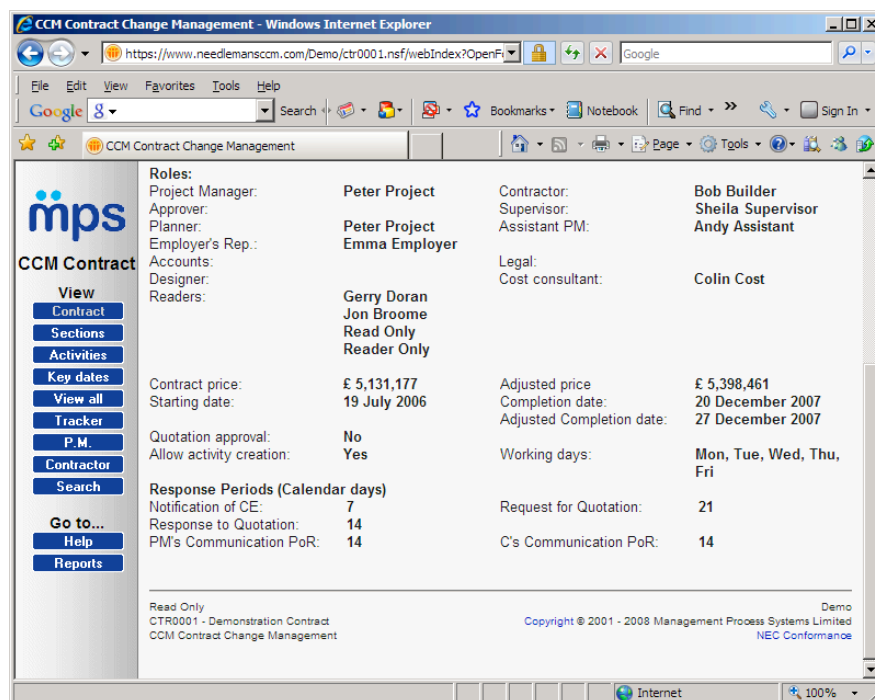 CCM Contract Change Management - Windows Internet Explorer
https://www.needlemansccm.com/Demo/ctr0001.nsf/webIndex?OpenF
Google
File Edit View Favorites Tools Help
Google Search Bookmarks Notebook Find Sign In
CCM Contract Change Management Page Tools
mps
CCM Contract
View
Contract
Sections
Activities
Key dates
View all
Tracker
P.M.
Contractor
Search
Go to...
Help
Reports
Roles:
Project Manager: Peter Project Contractor: Bob Builder
Approver: Supervisor: Sheila Supervisor
Planner: Peter Project Assistant PM: Andy Assistant
Employer's Rep.: Emma Employer
Accounts: Legal:
Designer: Cost consultant: Colin Cost
Readers: Gerry Doran
Jon Broome
Read Only
Reader Only
Contract price: £ 5,131,177 Adjusted price £ 5,398,461
Starting date: 19 July 2006 Completion date: 20 December 2007
Adjusted Completion date: 27 December 2007
Quotation approval: No
Allow activity creation: Yes Working days: Mon, Tue, Wed, Thu,
Fri
Response Periods (Calendar days)
Notification of CE: 7 Request for Quotation: 21
Response to Quotation: 14
PM's Communication PoR: 14 C's Communication PoR: 14
Read Only Demo
CTR0001 - Demonstration Contract Copyright © 2001 - 2008 Management Process Systems Limited
CCM Contract Change Management NEC Conformance
Internet 100%